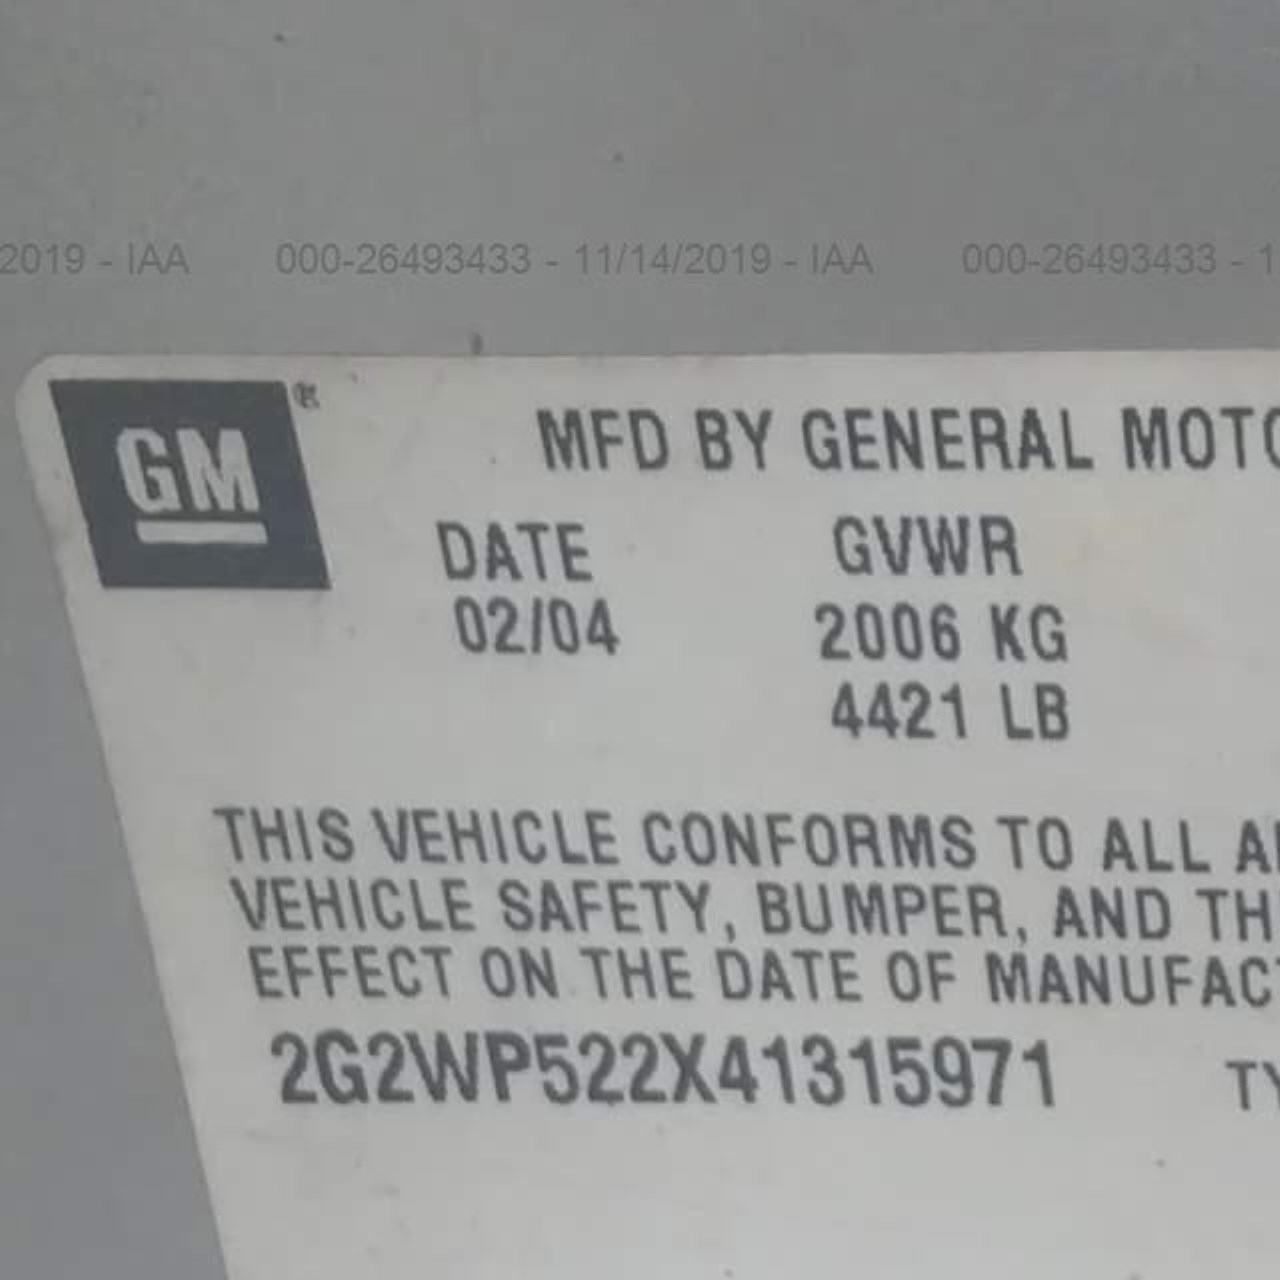 2019 - IAA 000-26493433 - 11/14/2019 - IAA 000-26493433 - 1
GM ®
MFD BY GENERAL MOTO
DATE GVWR
02/04 2006 KG
4421 LB
THIS VEHICLE CONFORMS TO ALL A
VEHICLE SAFETY, BUMPER, AND TH
EFFECT ON THE DATE OF MANUFAC
2G2WP522X41315971 TY